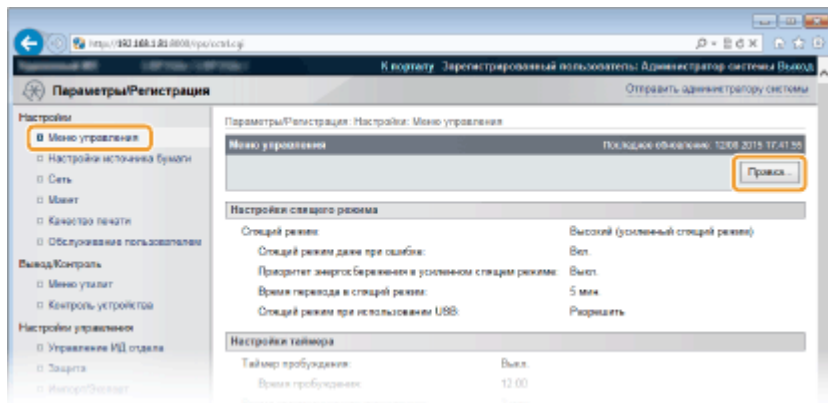 К порталу Зарегистрированный пользователь: Администратор системы Выход
Параметры/Регистрация
Отправить администратору системы
Настройки
Меню управления
Настройки источника бумаги
Сеть
Макет
Качество печати
Обслуживание пользователем
Вывод/Контроль
Меню утилит
Контроль устройства
Настройки управления
Управление ИД отдела
Защита
Импорт/Экспорт
Параметры/Регистрация: Настройки: Меню управления
Меню управления
Последнее обновление: 12/08 2015 17:41:56
Правка...
Настройки спящего режима
Спящий режим: Высокий (усиленный спящий режим)
Спящий режим даже при ошибке: Вкл.
Приоритет энергосбережения в усиленном спящем режиме: Выкл.
Время перехода в спящий режим: 5 мин.
Спящий режим при использовании USB: Разрешить
Настройки таймера
Таймер пробуждения: Выкл.
Время пробуждения: 12:00